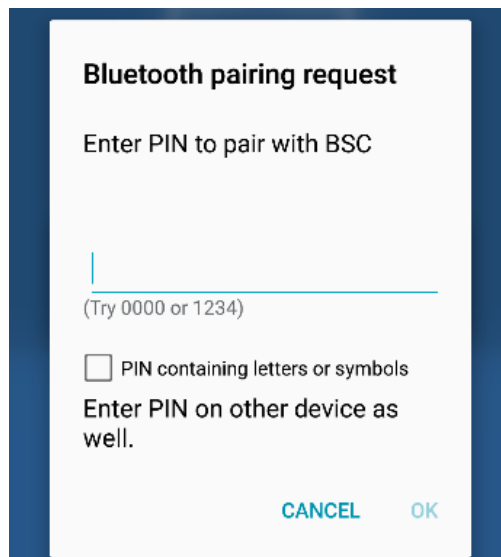 Bluetooth pairing request
Enter PIN to pair with BSC
(Try 0000 or 1234)
PIN containing letters or symbols
Enter PIN on other device as
well.
CANCEL OK